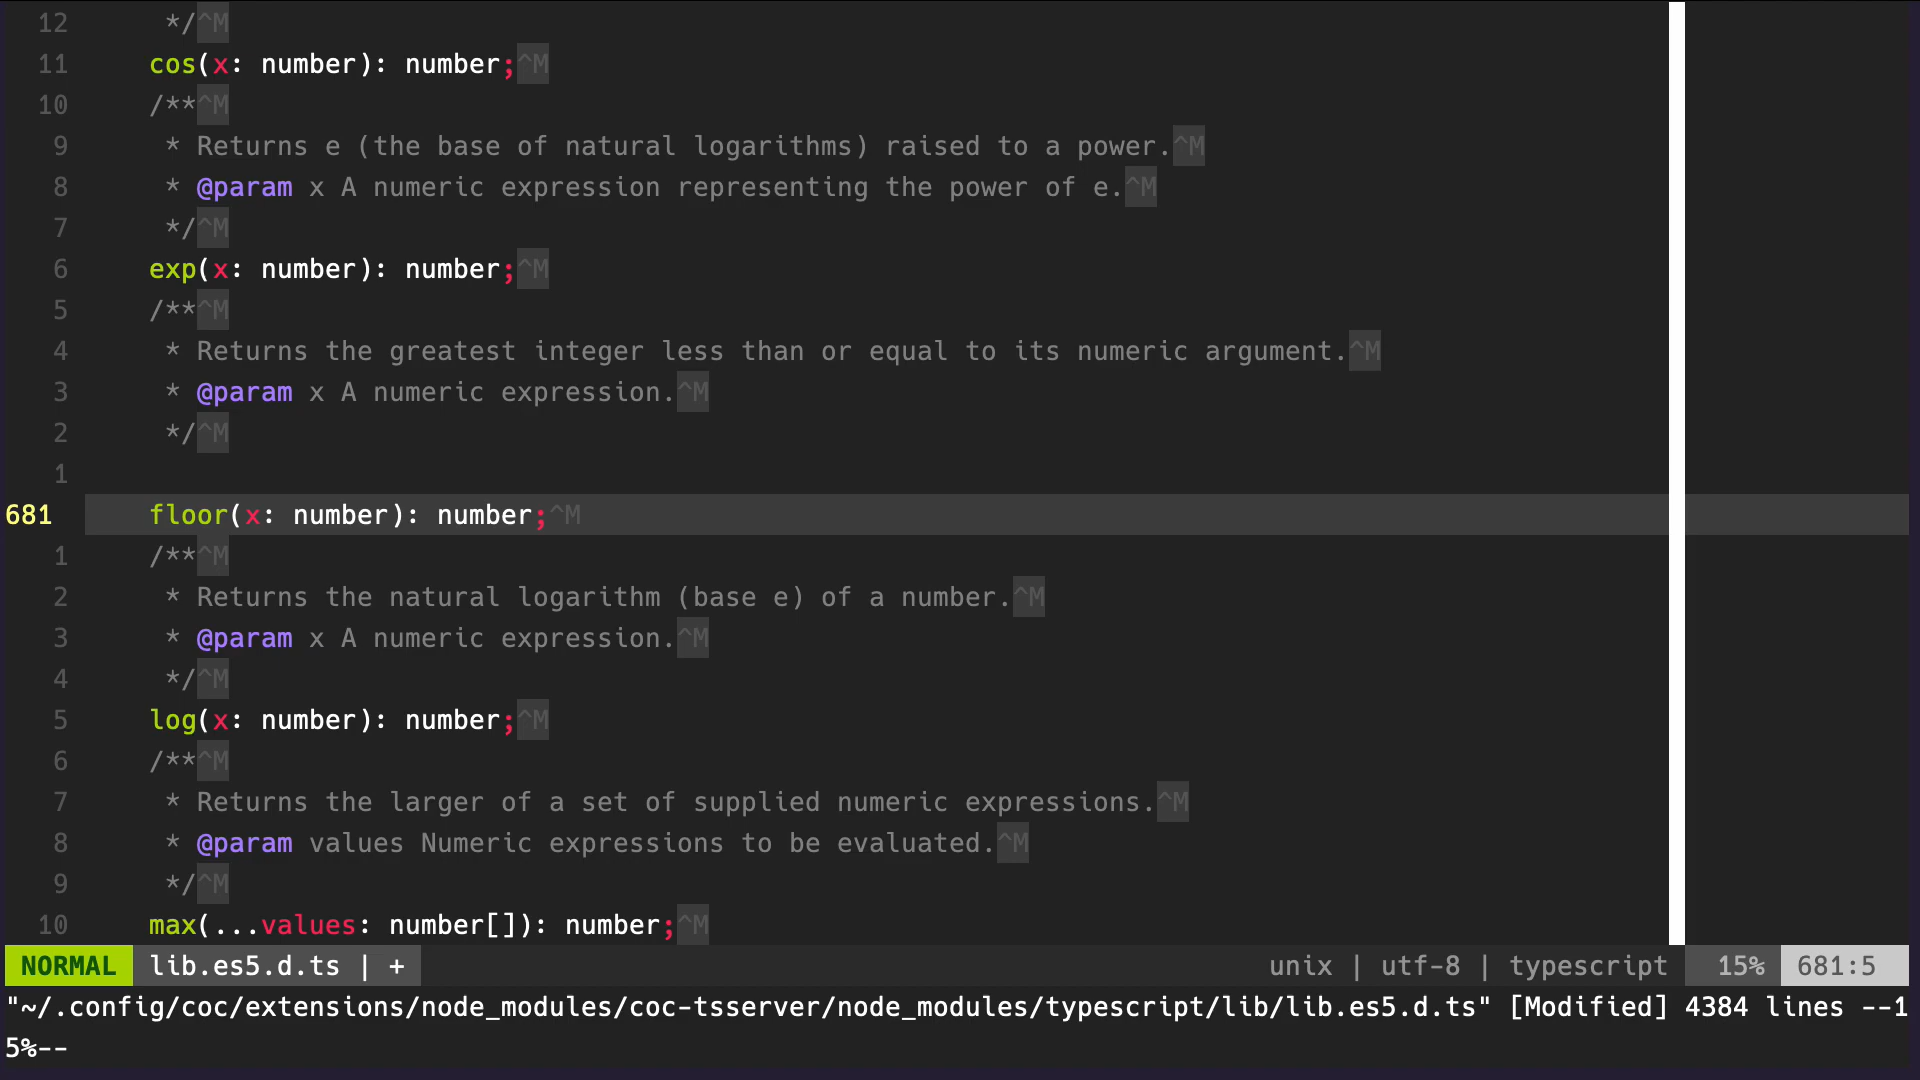 12 */^M
11 cos(x: number): number;^M
10 /**^M
9 * Returns e (the base of natural logarithms) raised to a power.^M
8 * @param x A numeric expression representing the power of e.^M
7 */^M
6 exp(x: number): number;^M
5 /**^M
4 * Returns the greatest integer less than or equal to its numeric argument.^M
3 * @param x A numeric expression.^M
2 */^M
1
681 floor(x: number): number;^M
1 /**^M
2 * Returns the natural logarithm (base e) of a number.^M
3 * @param x A numeric expression.^M
4 */^M
5 log(x: number): number;^M
6 /**^M
7 * Returns the larger of a set of supplied numeric expressions.^M
8 * @param values Numeric expressions to be evaluated.^M
9 */^M
10 max(...values: number[]): number;^M
NORMAL lib.es5.d.ts | + unix | utf-8 | typescript 15% 681:5
"~/.config/coc/extensions/node_modules/coc-tsserver/node_modules/typescript/lib/lib.es5.d.ts" [Modified] 4384 lines --1
5%--